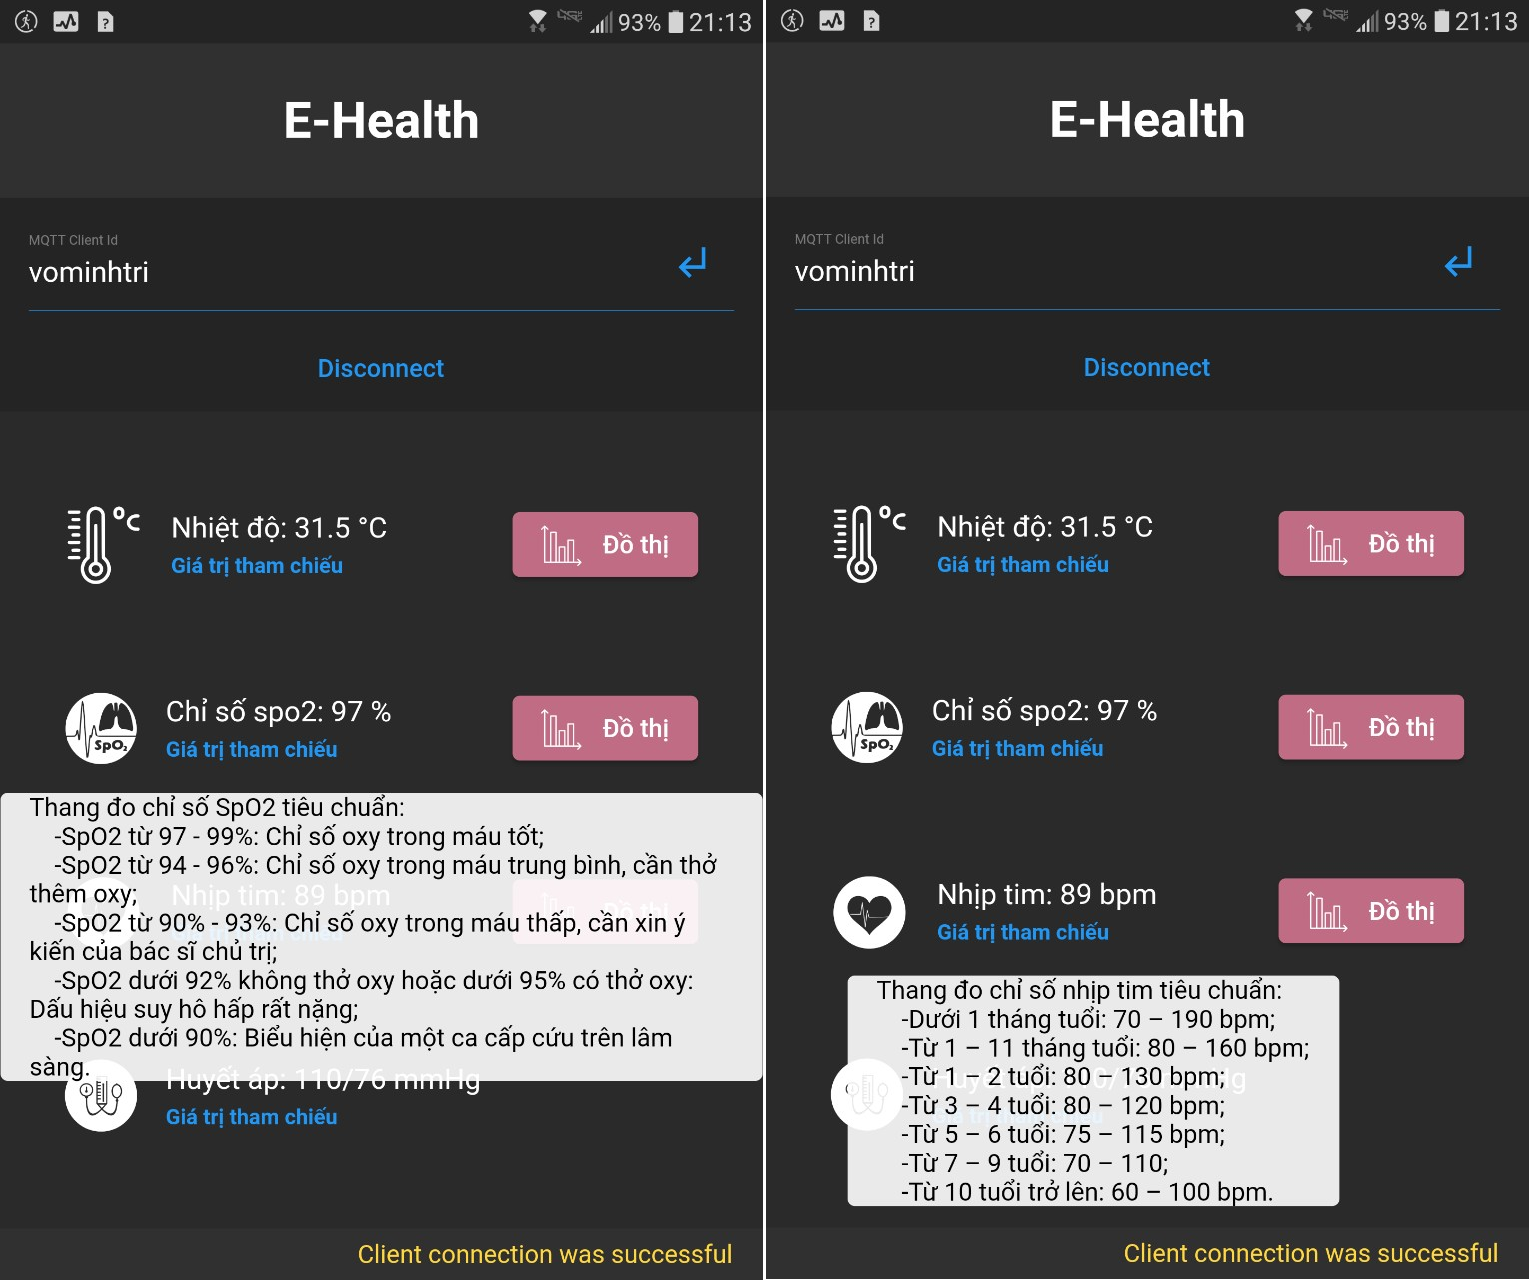 93% 21:13
E-Health
MQTT Client Id
vominhtri
Disconnect
°C
Nhiệt độ: 31.5 °C
Giá trị tham chiếu
Đồ thị
SpO₂
Chỉ số spo2: 97 %
Giá trị tham chiếu
Đồ thị
Thang đo chỉ số SpO2 tiêu chuẩn:
-SpO2 từ 97 - 99%: Chỉ số oxy trong máu tốt;
-SpO2 từ 94 - 96%: Chỉ số oxy trong máu trung bình, cần thở
thêm oxy;
Nhịp tim: 89 bpm
-SpO2 từ 90% - 93%: Chỉ số oxy trong máu thấp, cần xin ý
kiến của bác sĩ chủ trị;
-SpO2 dưới 92% không thở oxy hoặc dưới 95% có thở oxy:
Dấu hiệu suy hô hấp rất nặng;
-SpO2 dưới 90%: Biểu hiện của một ca cấp cứu trên lâm
sàng.
Huyết áp: 110/76 mmHg
Giá trị tham chiếu
Client connection was successful
93% 21:13
E-Health
MQTT Client Id
vominhtri
Disconnect
°C
Nhiệt độ: 31.5 °C
Giá trị tham chiếu
Đồ thị
SpO₂
Chỉ số spo2: 97 %
Giá trị tham chiếu
Đồ thị
Nhịp tim: 89 bpm
Giá trị tham chiếu
Đồ thị
Thang đo chỉ số nhịp tim tiêu chuẩn:
-Dưới 1 tháng tuổi: 70 – 190 bpm;
-Từ 1 – 11 tháng tuổi: 80 – 160 bpm;
-Từ 1 – 2 tuổi: 80 – 130 bpm;
-Từ 3 – 4 tuổi: 80 – 120 bpm;
-Từ 5 – 6 tuổi: 75 – 115 bpm;
-Từ 7 – 9 tuổi: 70 – 110;
-Từ 10 tuổi trở lên: 60 – 100 bpm.
Client connection was successful